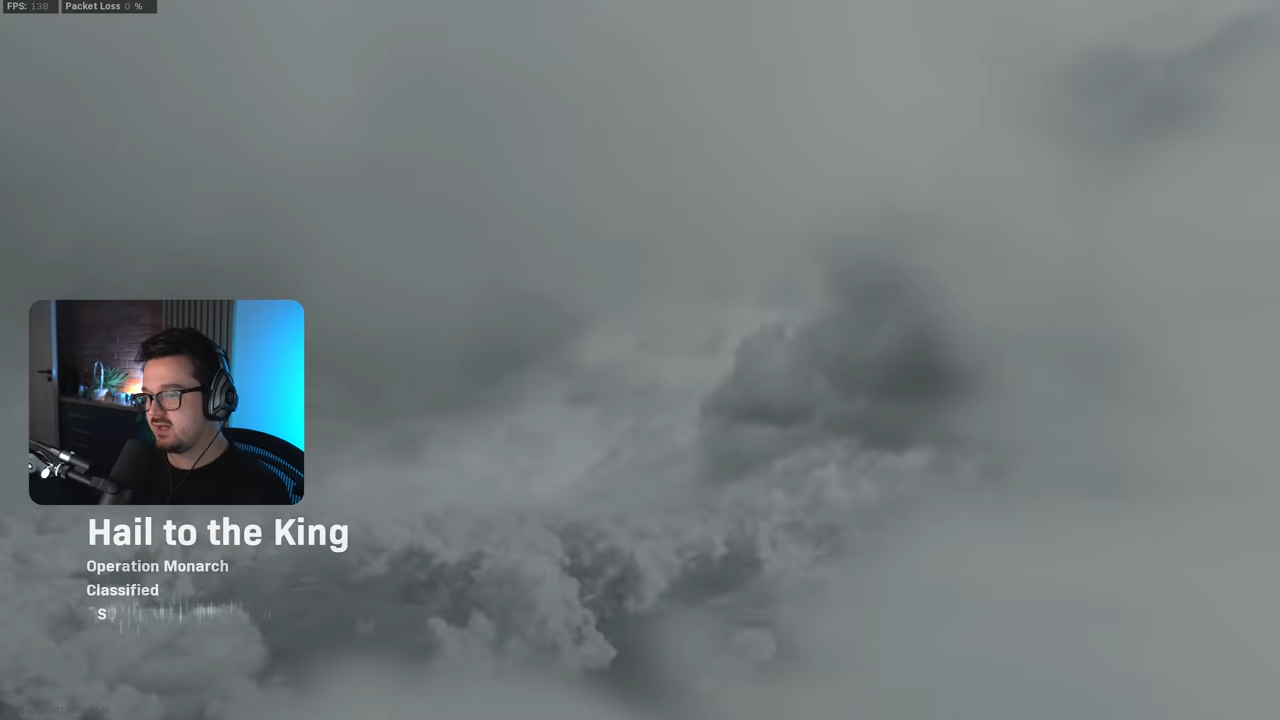 FPS: 138 Packet Loss 0 %
Hail to the King
Operation Monarch
Classified
S